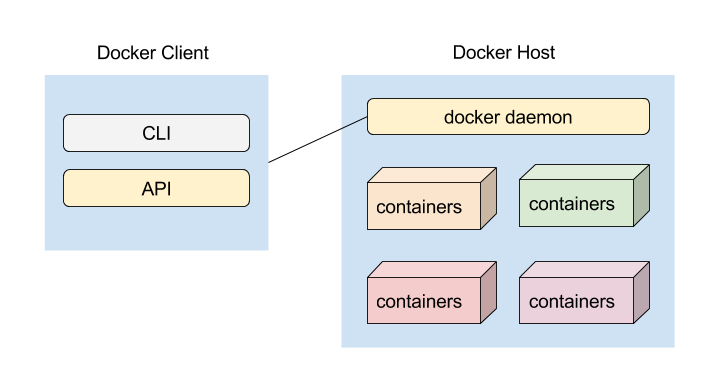 Docker Client
CLI
API
Docker Host
docker daemon
containers
containers
containers
containers